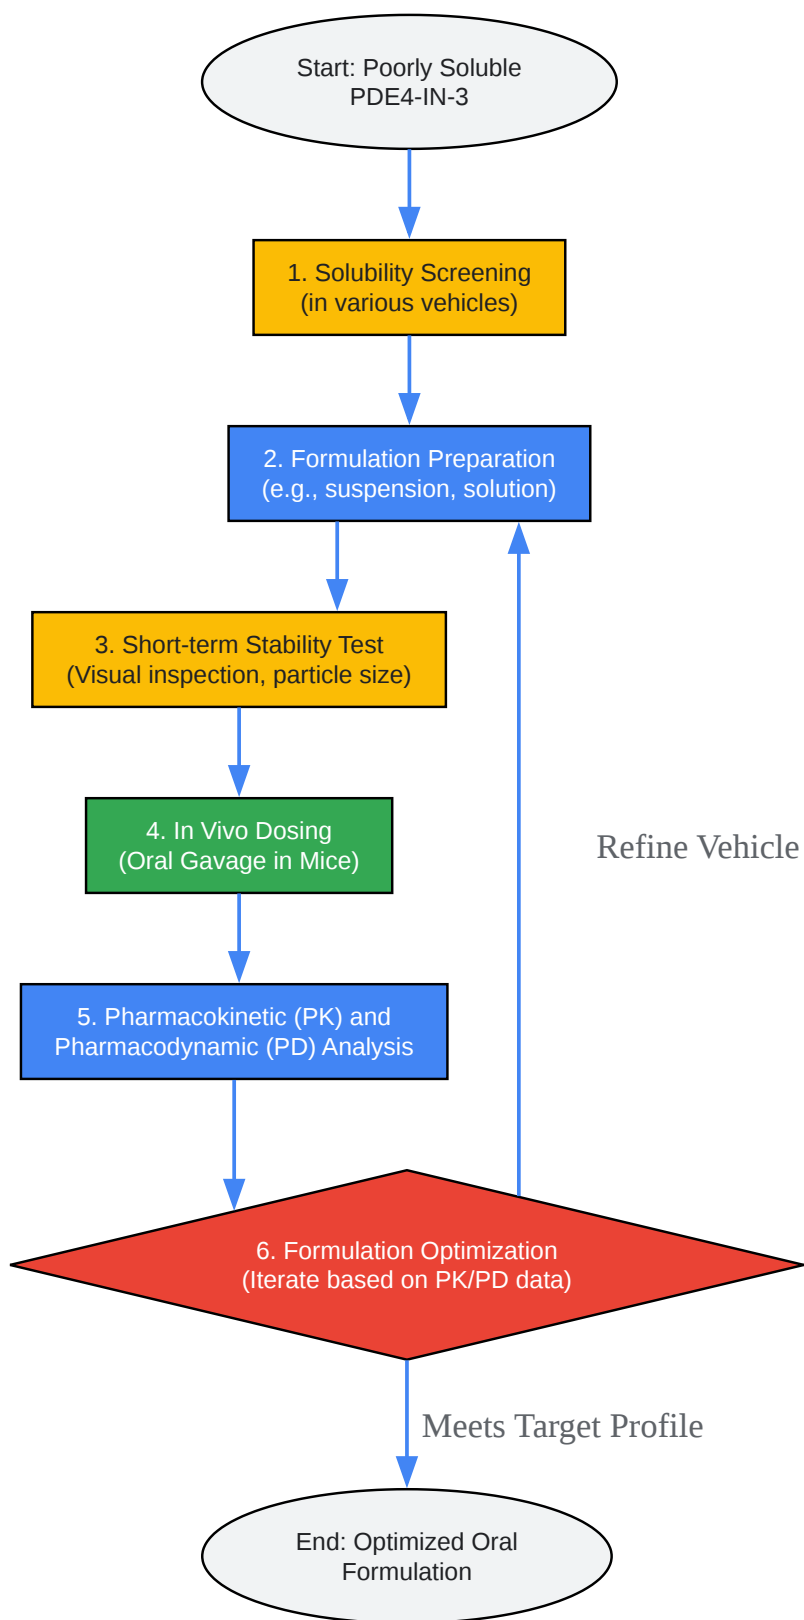 Start: Poorly Soluble
PDE4-IN-3
1. Solubility Screening
(in various vehicles)
2. Formulation Preparation
(e.g., suspension, solution)
3. Short-term Stability Test
(Visual inspection, particle size)
4. In Vivo Dosing
(Oral Gavage in Mice)
Refine Vehicle
5. Pharmacokinetic (PK) and
Pharmacodynamic (PD) Analysis
6. Formulation Optimization
(Iterate based on PK/PD data)
Meets Target Profile
End: Optimized Oral
Formulation